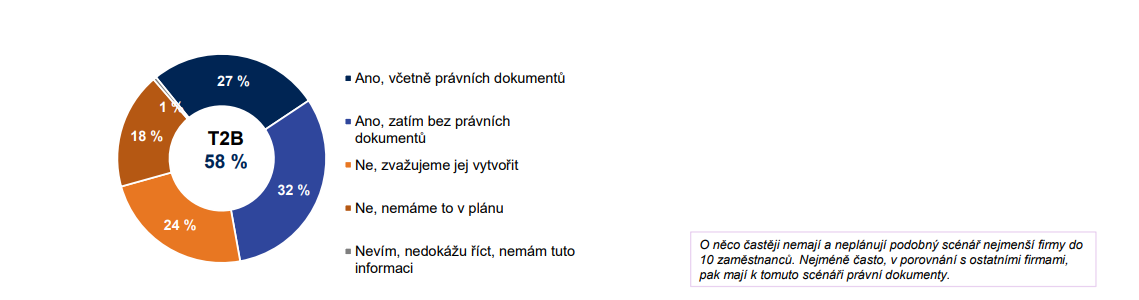 27 %
1 %
18 %
T2B
58 %
32 %
24 %
Ano, včetně právních dokumentů
Ano, zatím bez právních
dokumentů
Ne, zvažujeme jej vytvořit
Ne, nemáme to v plánu
Nevím, nedokážu říct, nemám tuto
informaci
O něco častěji nemají a neplánují podobný scénář nejmenší firmy do
10 zaměstnanců. Nejméně často, v porovnání s ostatními firmami,
pak mají k tomuto scénáři právní dokumenty.